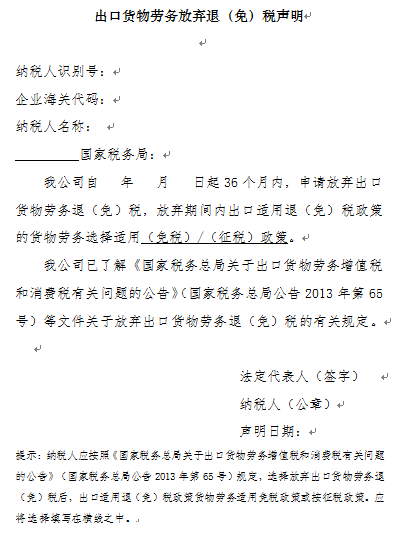 出口货物劳务放弃退（免）税声明
纳税人识别号：
企业海关代码：
纳税人名称：
________国家税务局：
我公司自　年　月　日起36个月内，申请放弃出口
货物劳务退（免）税，放弃期间内出口适用退（免）税政策
的货物劳务选择适用（免税）/（征税）政策。
我公司已了解《国家税务总局关于出口货物劳务增值税
和消费税有关问题的公告》（国家税务总局公告2013年第65
号）等文件关于放弃出口货物劳务退（免）税的有关规定。
法定代表人（签字）
纳税人（公章）
声明日期：
提示：纳税人应按照《国家税务总局关于出口货物劳务增值税和消费税有关问题
的公告》（国家税务总局公告2013年第65号）规定，选择放弃出口货物劳务退
（免）税后，出口适用退（免）税政策货物劳务适用免税政策或按征税政策。应
将选择填写在横线之中。